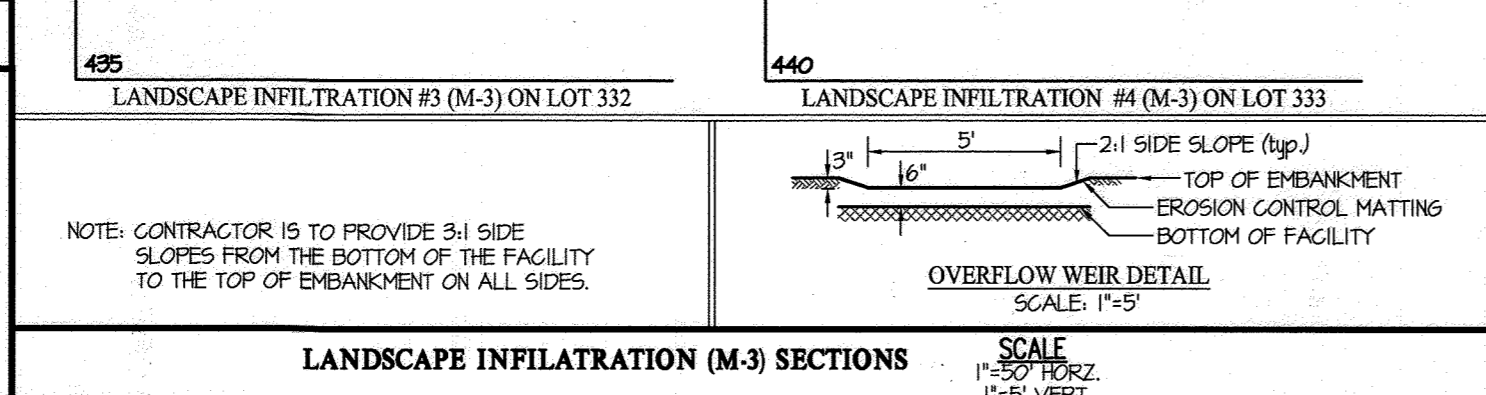 435
LANDSCAPE INFILTRATION #3 (M-3) ON LOT 332
440
LANDSCAPE INFILTRATION #4 (M-3) ON LOT 333
NOTE: CONTRACTOR IS TO PROVIDE 3:1 SIDE
SLOPES FROM THE BOTTOM OF THE FACILITY
TO THE TOP OF EMBANKMENT ON ALL SIDES.
5'
3"
6"
2:1 SIDE SLOPE (typ.)
TOP OF EMBANKMENT
EROSION CONTROL MATTING
BOTTOM OF FACILITY
OVERFLOW WEIR DETAIL
SCALE: 1"=5'
LANDSCAPE INFILATRATION (M-3) SECTIONS
SCALE
1"=50' HORZ.
1"=5' VERT.